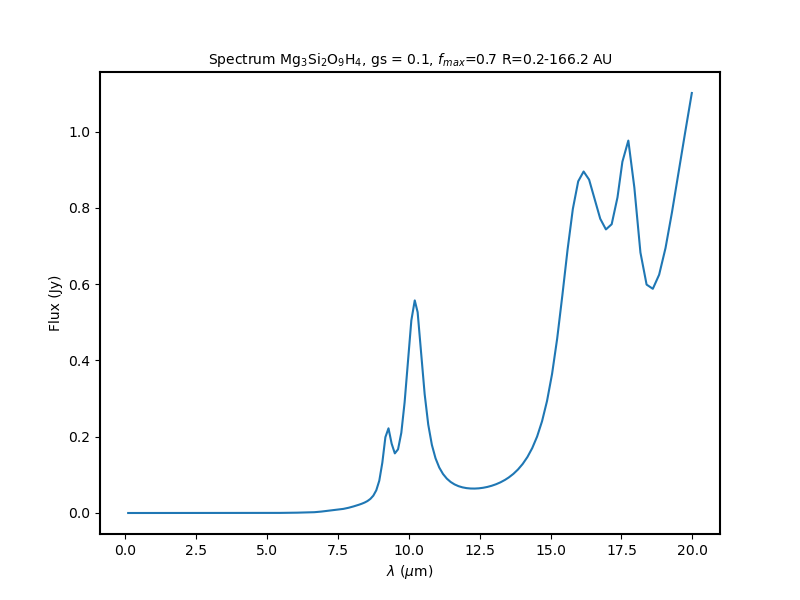 Spectrum Mg₃Si₂O₉H₄, gs = 0.1, fₘₐₓ=0.7 R=0.2-166.2 AU
1.0
0.8
0.6
0.4
0.2
0.0
Flux (Jy)
0.0 2.5 5.0 7.5 10.0 12.5 15.0 17.5 20.0
λ (μm)